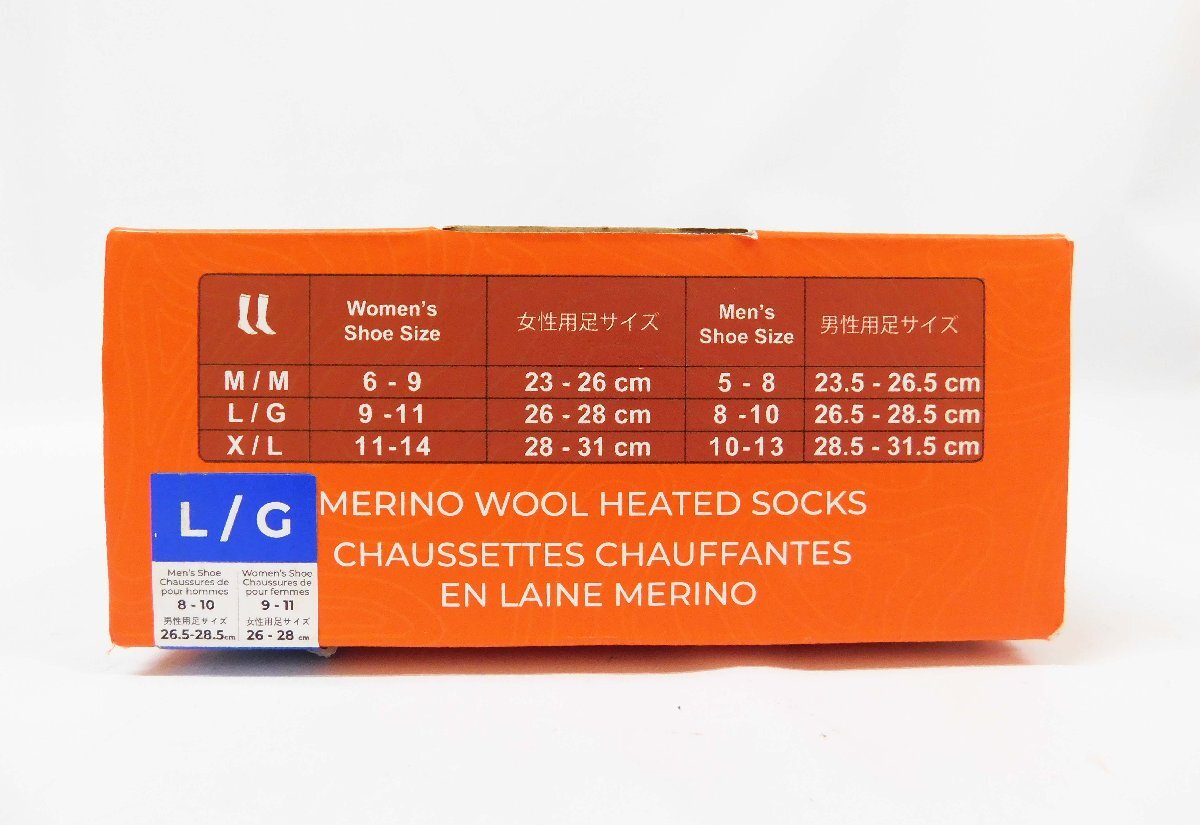 Women's
Shoe Size
女性用足サイズ
Men's
Shoe Size
男性用足サイズ
M / M 6 - 9 23 - 26 cm 5 - 8 23.5 - 26.5 cm
L / G 9 -11 26 - 28 cm 8 -10 26.5 - 28.5 cm
X / L 11-14 28 - 31 cm 10-13 28.5 - 31.5 cm
MERINO WOOL HEATED SOCKS
CHAUSSETTES CHAUFFANTES
EN LAINE MERINO
L / G
Men's Shoe
Chaussures de
pour hommes
8 - 10
男性用足サイズ
26.5-28.5cm
Women's Shoe
Chaussures de
pour femmes
9 - 11
女性用足サイズ
26 - 28 cm